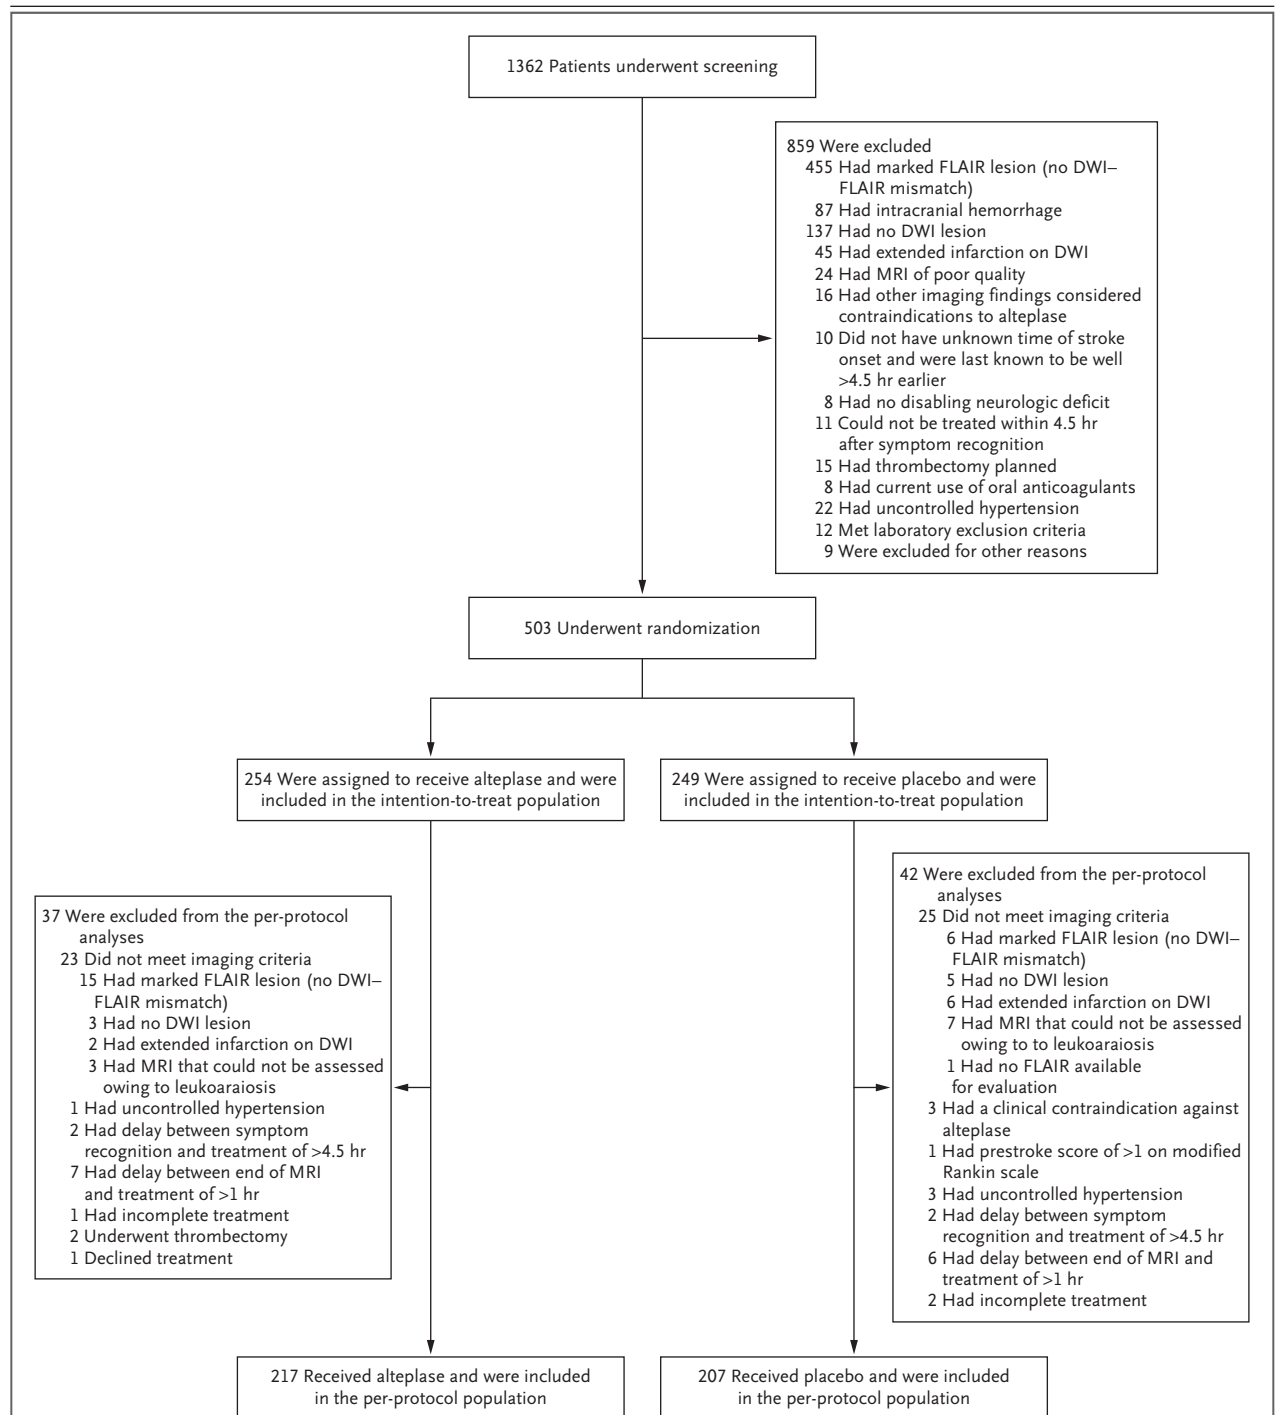 1362 Patients underwent screening
859 Were excluded
455 Had marked FLAIR lesion (no DWI–
FLAIR mismatch)
87 Had intracranial hemorrhage
137 Had no DWI lesion
45 Had extended infarction on DWI
24 Had MRI of poor quality
16 Had other imaging findings considered
contraindications to alteplase
10 Did not have unknown time of stroke
onset and were last known to be well
>4.5 hr earlier
8 Had no disabling neurologic deficit
11 Could not be treated within 4.5 hr
after symptom recognition
15 Had thrombectomy planned
8 Had current use of oral anticoagulants
22 Had uncontrolled hypertension
12 Met laboratory exclusion criteria
9 Were excluded for other reasons
503 Underwent randomization
254 Were assigned to receive alteplase and were
included in the intention-to-treat population
249 Were assigned to receive placebo and were
included in the intention-to-treat population
37 Were excluded from the per-protocol
analyses
23 Did not meet imaging criteria
15 Had marked FLAIR lesion (no DWI–
FLAIR mismatch)
3 Had no DWI lesion
2 Had extended infarction on DWI
3 Had MRI that could not be assessed
owing to leukoaraiosis
1 Had uncontrolled hypertension
2 Had delay between symptom
recognition and treatment of >4.5 hr
7 Had delay between end of MRI
and treatment of >1 hr
1 Had incomplete treatment
2 Underwent thrombectomy
1 Declined treatment
42 Were excluded from the per-protocol
analyses
25 Did not meet imaging criteria
6 Had marked FLAIR lesion (no DWI–
FLAIR mismatch)
5 Had no DWI lesion
6 Had extended infarction on DWI
7 Had MRI that could not be assessed
owing to to leukoaraiosis
1 Had no FLAIR available
for evaluation
3 Had a clinical contraindication against
alteplase
1 Had prestroke score of >1 on modified
Rankin scale
3 Had uncontrolled hypertension
2 Had delay between symptom
recognition and treatment of >4.5 hr
6 Had delay between end of MRI and
treatment of >1 hr
2 Had incomplete treatment
217 Received alteplase and were included
in the per-protocol population
207 Received placebo and were included
in the per-protocol population